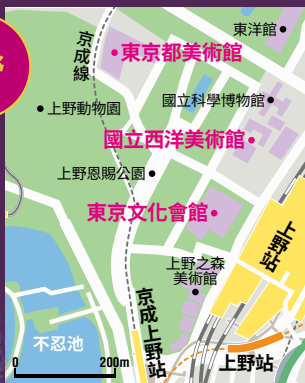 東洋館
京成線
東京都美術館
上野動物園
國立科學博物館
國立西洋美術館
上野恩賜公園
東京文化會館
上野站
上野之森
美術館
京成上野站
不忍池
0 200m
上野站